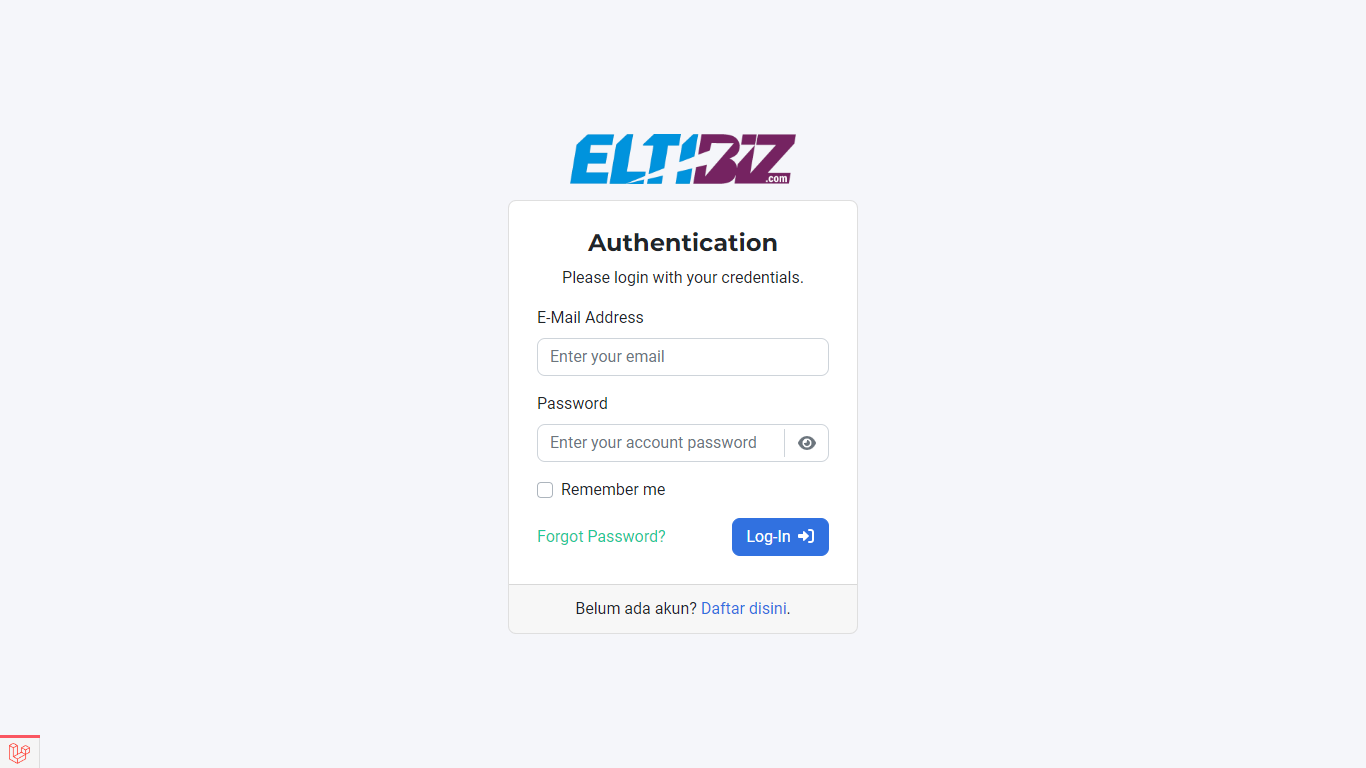 ELTIBIZ
.com
Authentication
Please login with your credentials.
E-Mail Address
Enter your email
Password
Enter your account password
Remember me
Forgot Password?
Log-In
Belum ada akun? Daftar disini.